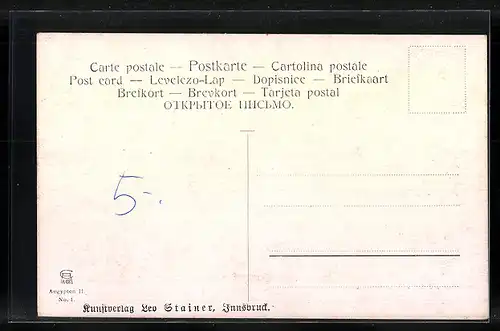 Carte postale — Postkarte — Cartolina postale
Post card — Levelezo-Lap — Dopisnice — Briefkaart
Brefkort — Brevkort — Tarjeta postal
ОТКРЫТОЕ ПИСЬМО.
5-.
Aegypten II
No. 1.
Kunstverlag Leo Stainer, Innsbruck.